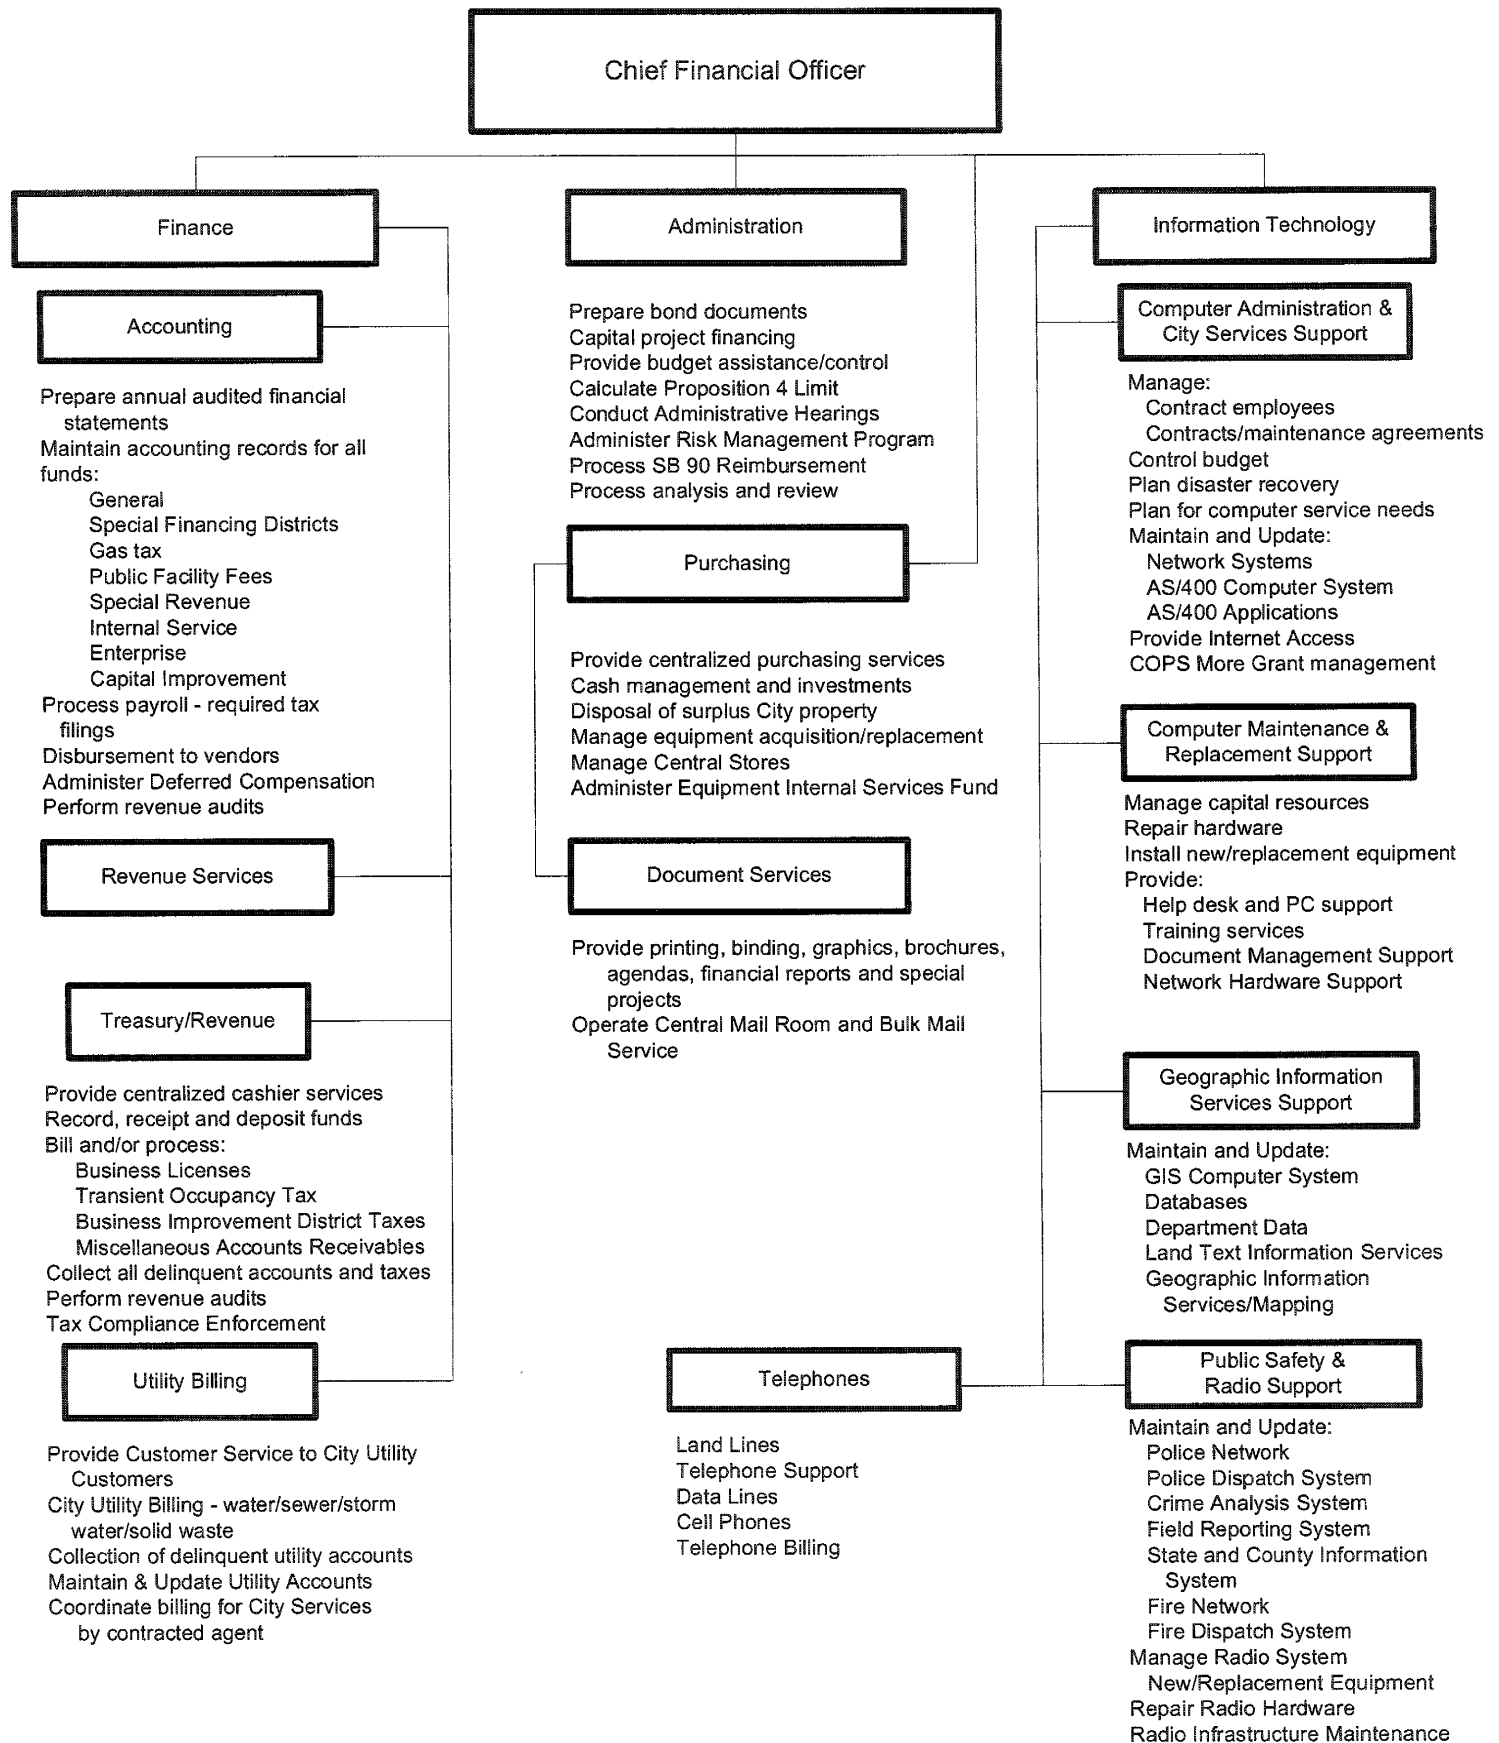 Chief Financial Officer
Finance
Accounting
Prepare annual audited financial
statements
Maintain accounting records for all
funds:
General
Special Financing Districts
Gas tax
Public Facility Fees
Special Revenue
Internal Service
Enterprise
Capital Improvement
Process payroll - required tax
filings
Disbursement to vendors
Administer Deferred Compensation
Perform revenue audits
Revenue Services
Treasury/Revenue
Provide centralized cashier services
Record, receipt and deposit funds
Bill and/or process:
Business Licenses
Transient Occupancy Tax
Business Improvement District Taxes
Miscellaneous Accounts Receivables
Collect all delinquent accounts and taxes
Perform revenue audits
Tax Compliance Enforcement
Utility Billing
Provide Customer Service to City Utility
Customers
City Utility Billing - water/sewer/storm
water/solid waste
Collection of delinquent utility accounts
Maintain & Update Utility Accounts
Coordinate billing for City Services
by contracted agent
Administration
Prepare bond documents
Capital project financing
Provide budget assistance/control
Calculate Proposition 4 Limit
Conduct Administrative Hearings
Administer Risk Management Program
Process SB 90 Reimbursement
Process analysis and review
Purchasing
Provide centralized purchasing services
Cash management and investments
Disposal of surplus City property
Manage equipment acquisition/replacement
Manage Central Stores
Administer Equipment Internal Services Fund
Document Services
Provide printing, binding, graphics, brochures,
agendas, financial reports and special
projects
Operate Central Mail Room and Bulk Mail
Service
Telephones
Land Lines
Telephone Support
Data Lines
Cell Phones
Telephone Billing
Information Technology
Computer Administration &
City Services Support
Manage:
Contract employees
Contracts/maintenance agreements
Control budget
Plan disaster recovery
Plan for computer service needs
Maintain and Update:
Network Systems
AS/400 Computer System
AS/400 Applications
Provide Internet Access
COPS More Grant management
Computer Maintenance &
Replacement Support
Manage capital resources
Repair hardware
Install new/replacement equipment
Provide:
Help desk and PC support
Training services
Document Management Support
Network Hardware Support
Geographic Information
Services Support
Maintain and Update:
GIS Computer System
Databases
Department Data
Land Text Information Services
Geographic Information
Services/Mapping
Public Safety &
Radio Support
Maintain and Update:
Police Network
Police Dispatch System
Crime Analysis System
Field Reporting System
State and County Information
System
Fire Network
Fire Dispatch System
Manage Radio System
New/Replacement Equipment
Repair Radio Hardware
Radio Infrastructure Maintenance